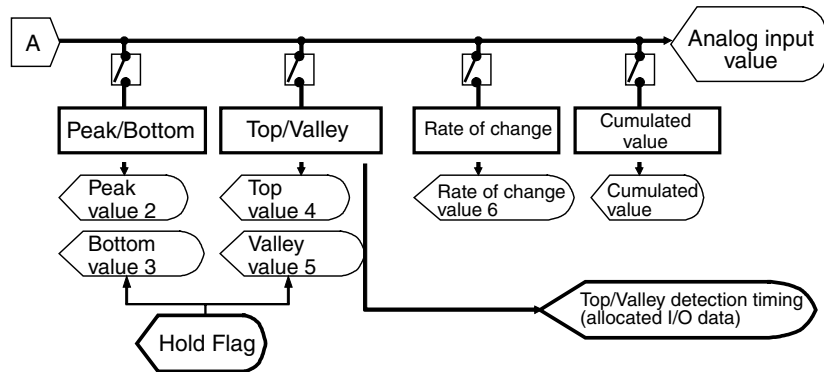 A
Analog input
value
Peak/Bottom
Top/Valley
Rate of change
Cumulated
value
Peak
value 2
Top
value 4
Rate of change
value 6
Cumulated
value
Bottom
value 3
Valley
value 5
Top/Valley detection timing
(allocated I/O data)
Hold Flag